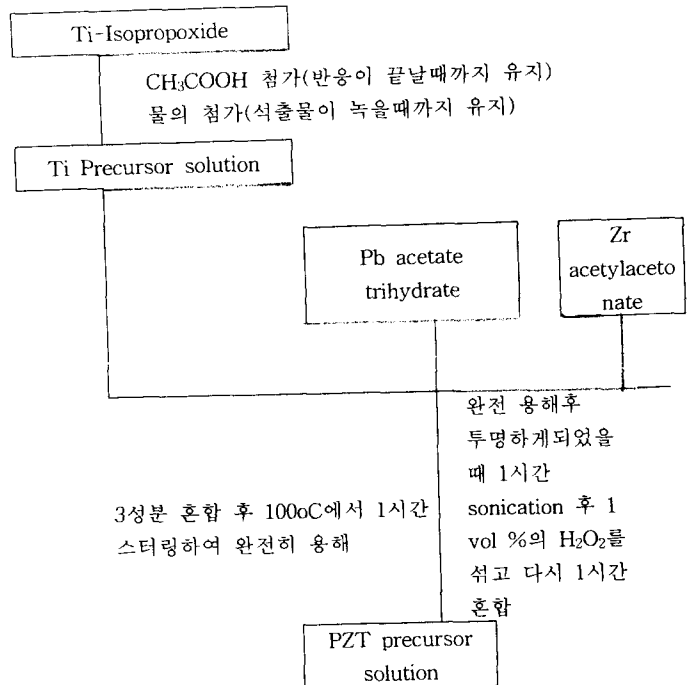 Ti-Isopropoxide
CH₃COOH 첨가(반응이 끝날때까지 유지)
물의 첨가(석출물이 녹을때까지 유지)
Ti Precursor solution
Pb acetate
trihydrate
Zr
acetylaceto
nate
3성분 혼합 후 100oC에서 1시간
스터링하여 완전히 용해
완전 용해후
투명하게되었을
때 1시간
sonication 후 1
vol %의 H₂O₂를
섞고 다시 1시간
혼합
PZT precursor
solution